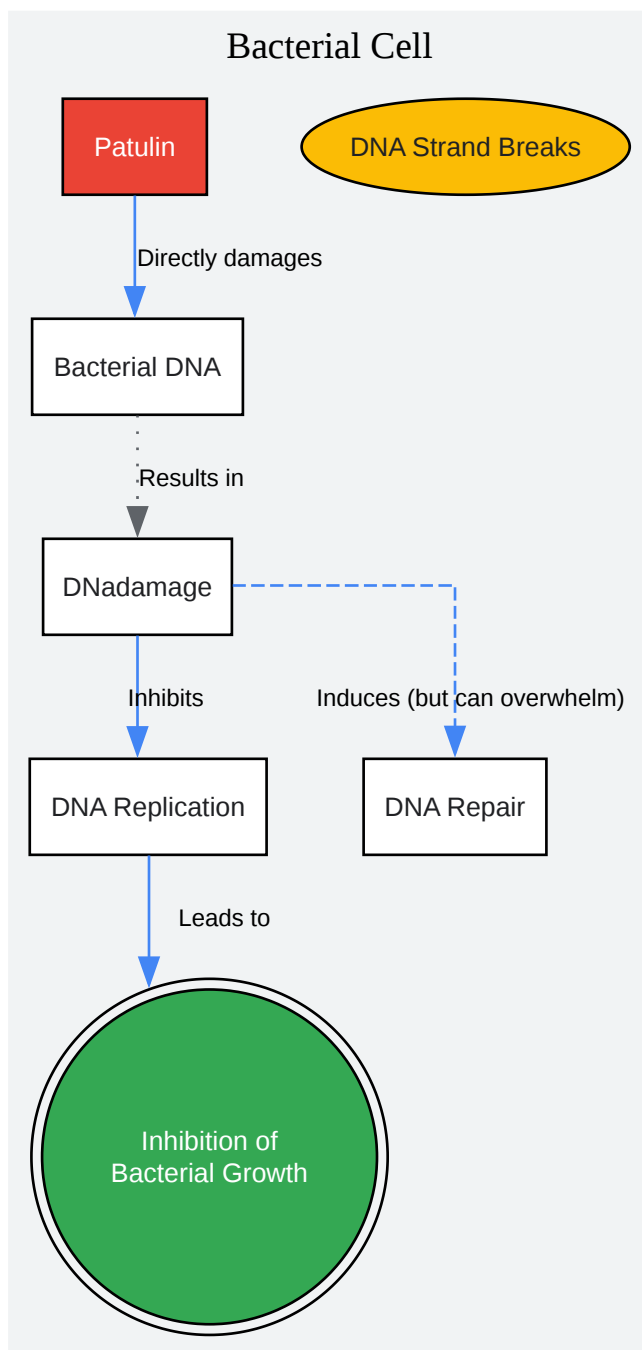 Bacterial Cell
Patulin
DNA Strand Breaks
Directly damages
Bacterial DNA
Results in
DNadamage
Inhibits
Induces (but can overwhelm)
DNA Replication
DNA Repair
Leads to
Inhibition of
Bacterial Growth